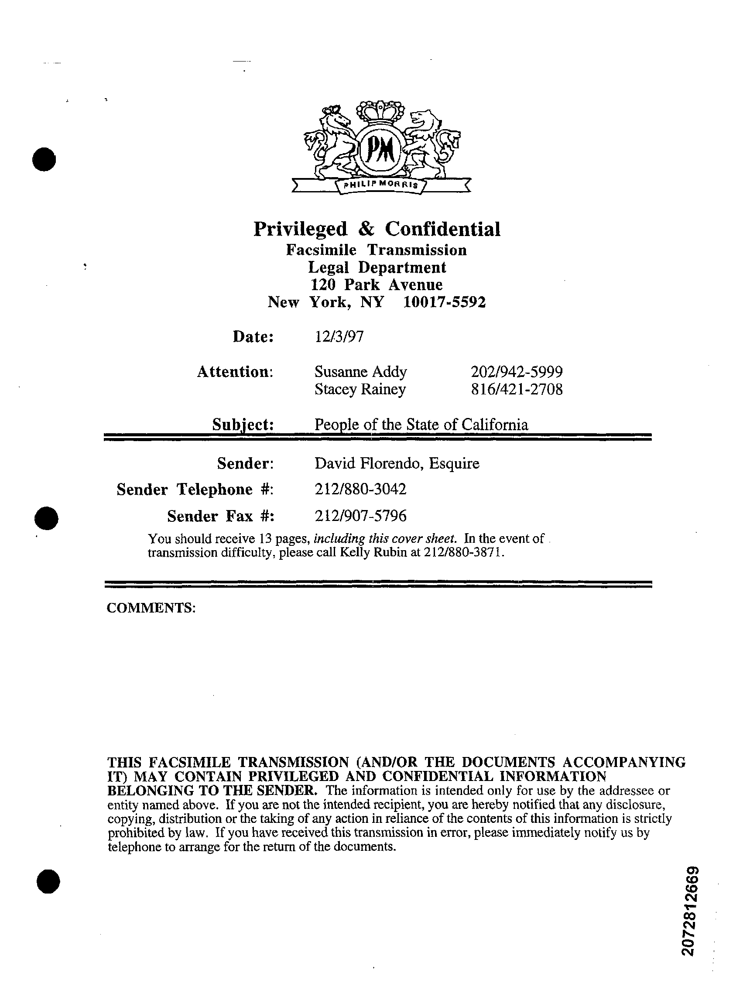 PM
PHILIP MORRIS
Privileged & Confidential
Facsimile Transmission
Legal Department
120 Park Avenue
New York, NY 10017-5592
Date: 12/3/97
Attention: Susanne Addy 202/942-5999
Stacey Rainey 816/421-2708
Subject: People of the State of California
Sender: David Florendo, Esquire
Sender Telephone #: 212/880-3042
Sender Fax #: 212/907-5796
You should receive 13 pages, including this cover sheet. In the event of
transmission difficulty, please call Kelly Rubin at 212/880-3871.
COMMENTS:
THIS FACSIMILE TRANSMISSION (AND/OR THE DOCUMENTS ACCOMPANYING
IT) MAY CONTAIN PRIVILEGED AND CONFIDENTIAL INFORMATION
BELONGING TO THE SENDER. The information is intended only for use by the addressee or
entity named above. If you are not the intended recipient, you are hereby notified that any disclosure,
copying, distribution or the taking of any action in reliance of the contents of this information is strictly
prohibited by law. If you have received this transmission in error, please immediately notify us by
telephone to arrange for the return of the documents.
2072812669